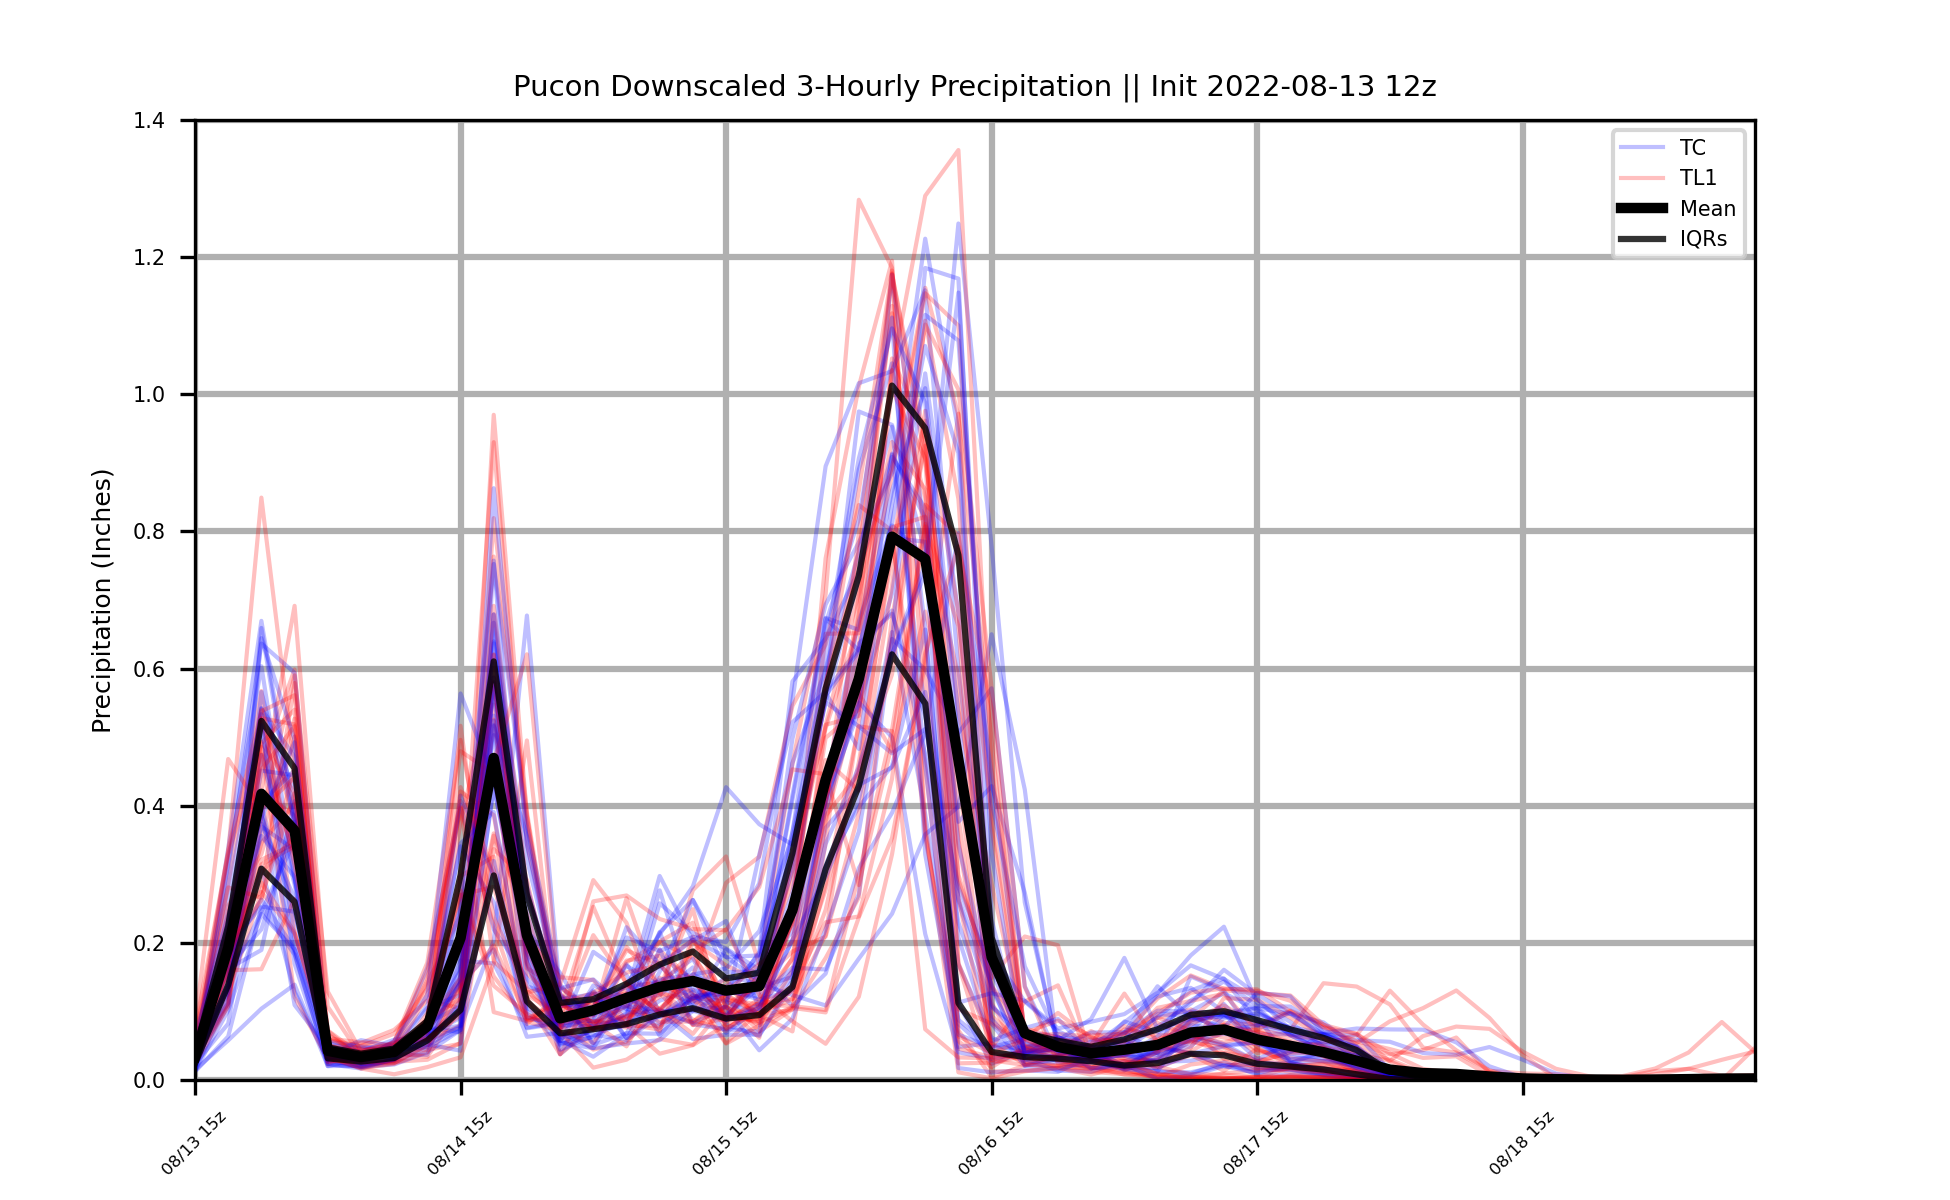 Pucon Downscaled 3-Hourly Precipitation || Init 2022-08-13 12z
1.4
1.2
1.0
0.8
0.6
0.4
0.2
0.0
Precipitation (Inches)
TC
TL1
Mean
IQRs
08/13 15z
08/14 15z
08/15 15z
08/16 15z
08/17 15z
08/18 15z